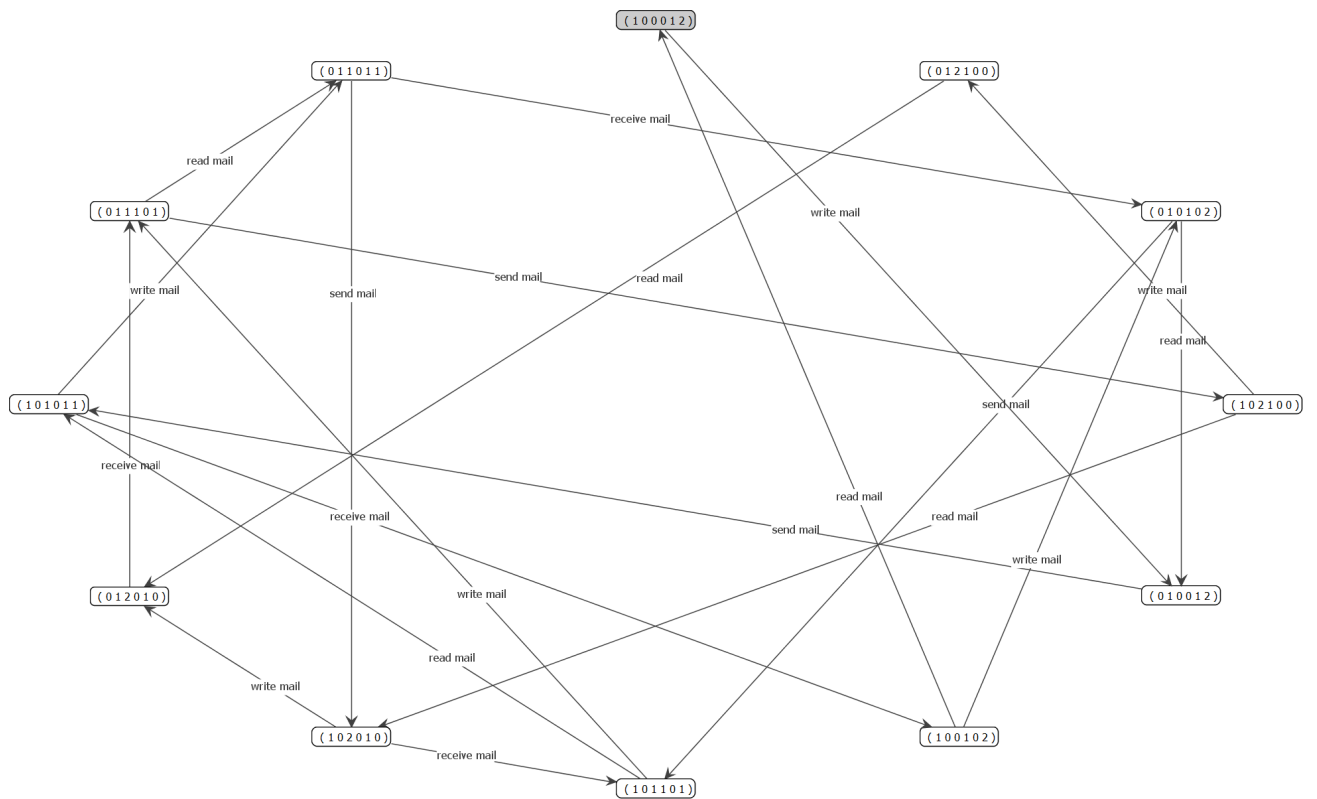 ( 1 0 0 0 1 2 )
( 0 1 1 0 1 1 )
( 0 1 2 1 0 0 )
receive mail
read mail
( 0 1 1 1 0 1 )
write mail
( 0 1 0 1 0 2 )
send mail
read mail
write mail
send mail
write mail
read mail
( 1 0 1 0 1 1 )
send mail
( 1 0 2 1 0 0 )
receive mail
read mail
receive mail
read mail
send mail
write mail
( 0 1 2 0 1 0 )
write mail
( 0 1 0 0 1 2 )
read mail
write mail
( 1 0 2 0 1 0 )
( 1 0 0 1 0 2 )
receive mail
( 1 0 1 1 0 1 )